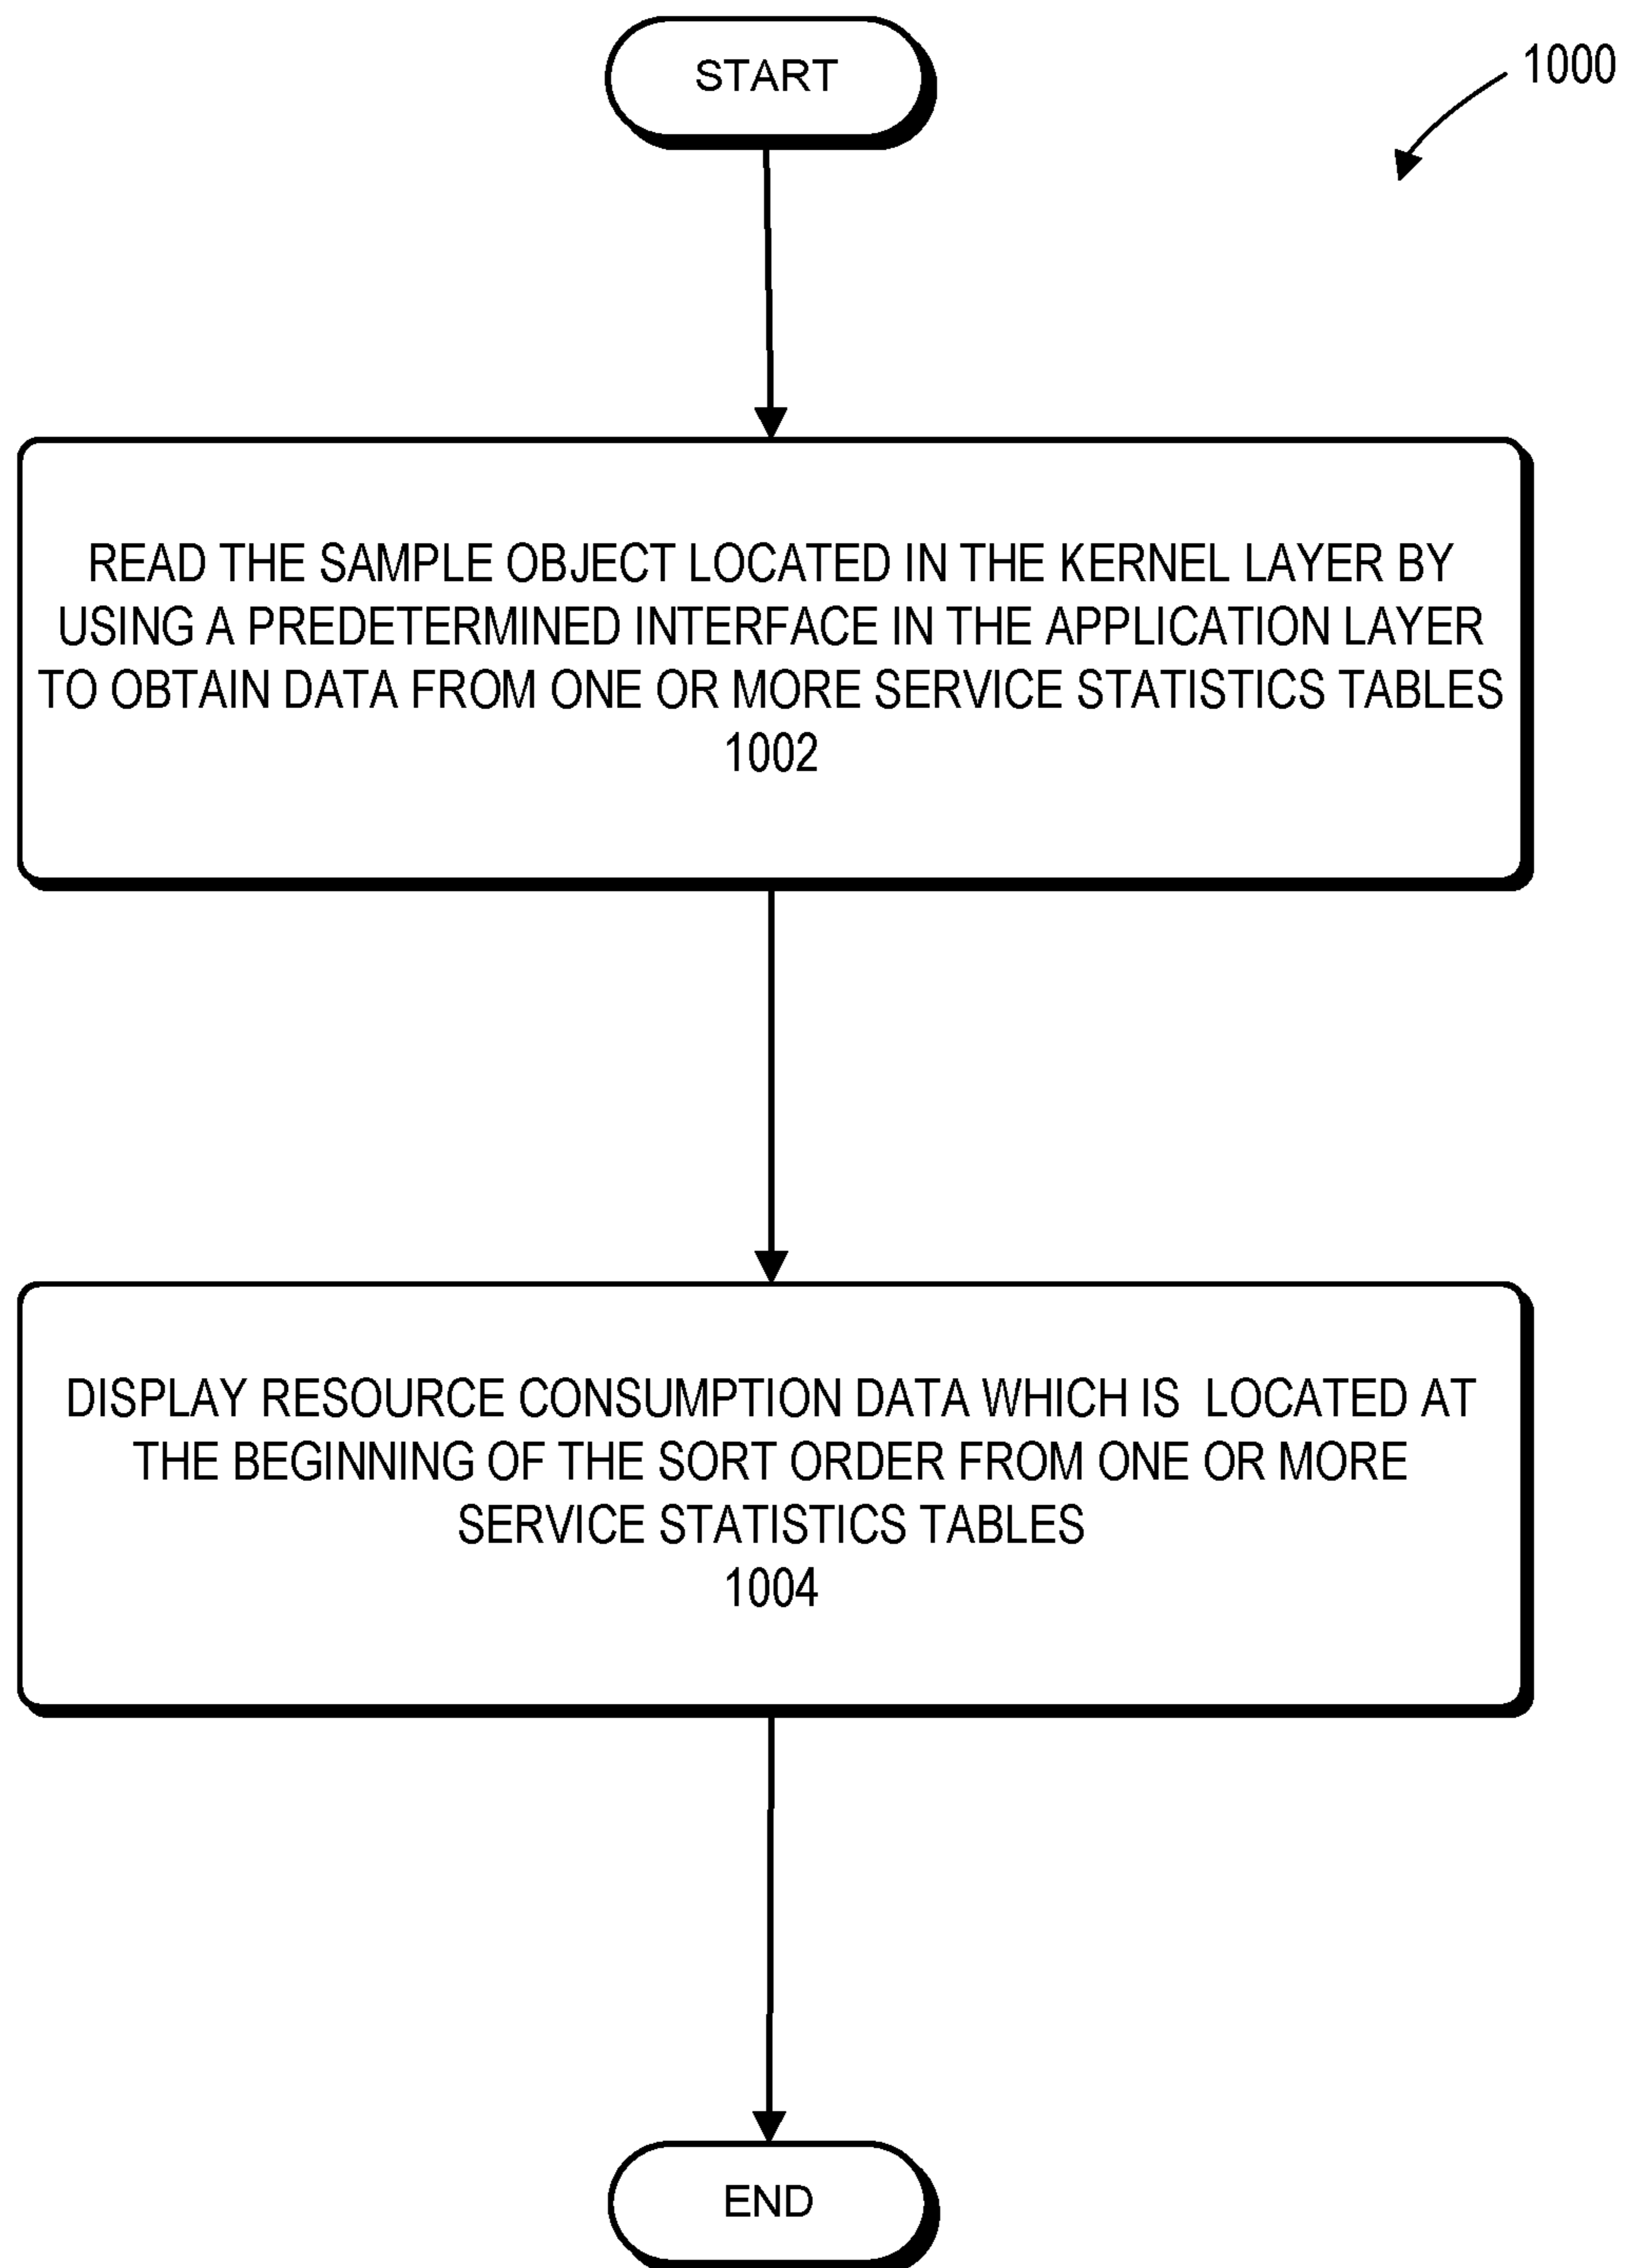 START
1000
READ THE SAMPLE OBJECT LOCATED IN THE KERNEL LAYER BY
USING A PREDETERMINED INTERFACE IN THE APPLICATION LAYER
TO OBTAIN DATA FROM ONE OR MORE SERVICE STATISTICS TABLES
1002
DISPLAY RESOURCE CONSUMPTION DATA WHICH IS LOCATED AT
THE BEGINNING OF THE SORT ORDER FROM ONE OR MORE
SERVICE STATISTICS TABLES
1004
END